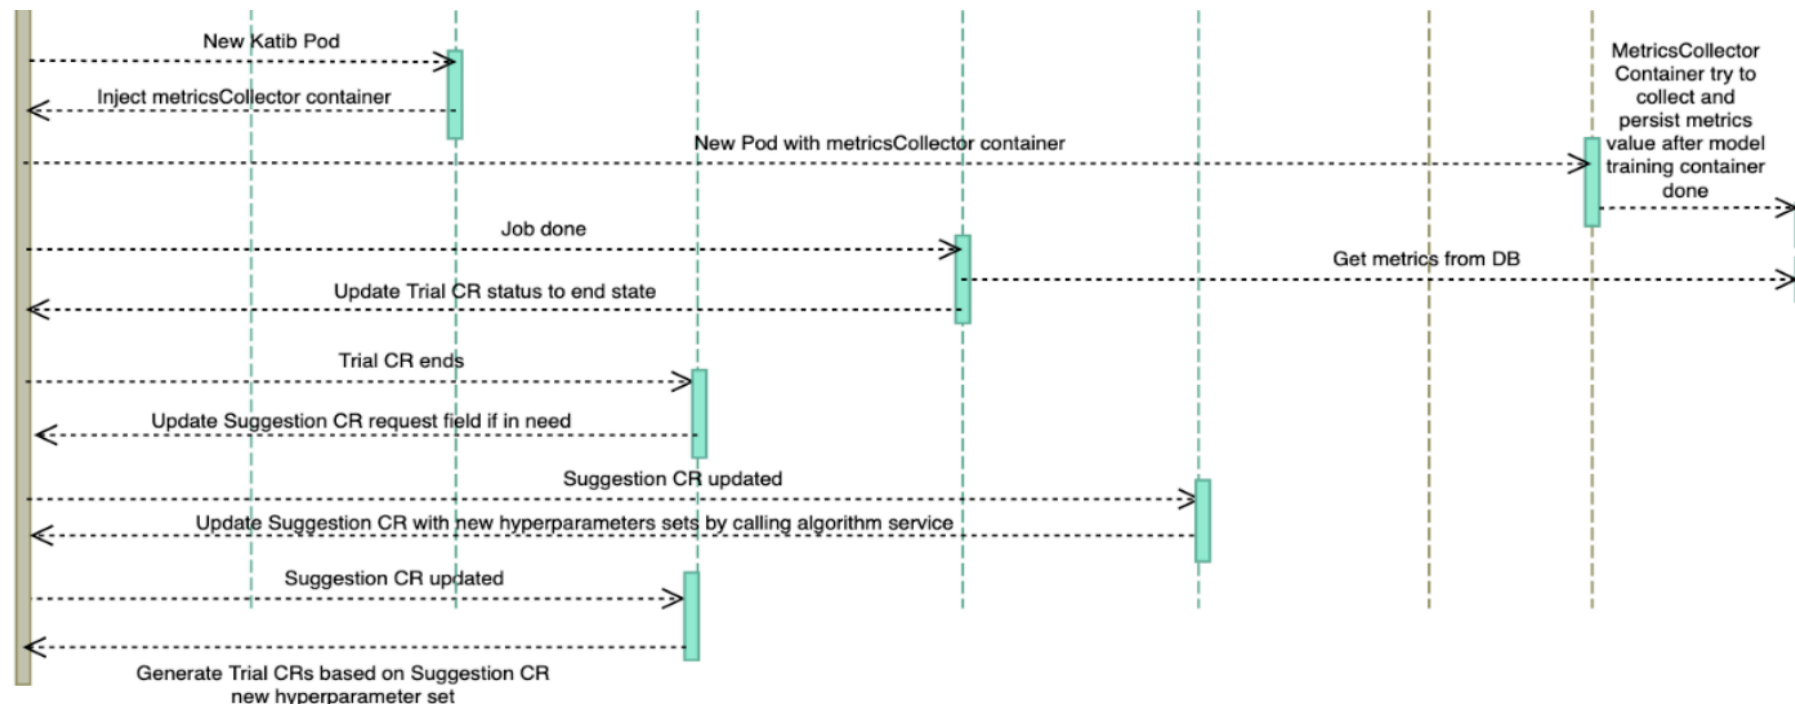 New Katib Pod
Inject metricsCollector container
MetricsCollector
Container try to
collect and
persist metrics
value after model
training container
done
New Pod with metricsCollector container
Job done
Get metrics from DB
Update Trial CR status to end state
Trial CR ends
Update Suggestion CR request field if in need
Suggestion CR updated
Update Suggestion CR with new hyperparameters sets by calling algorithm service
Suggestion CR updated
Generate Trial CRs based on Suggestion CR
new hyperparameter set